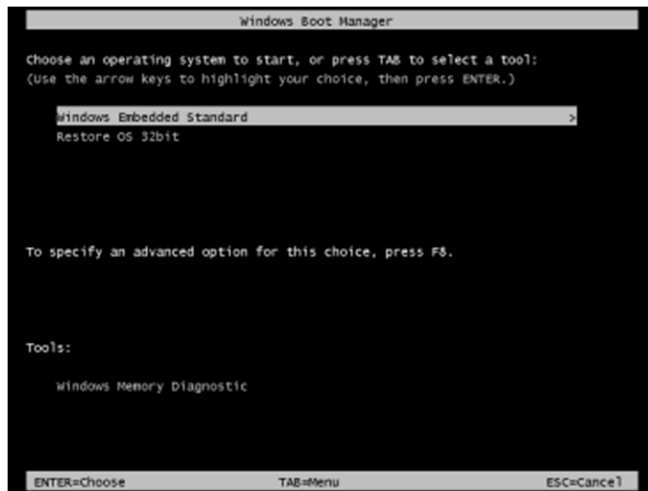 Windows Boot Manager
Choose an operating system to start, or press TAB to select a tool:
(Use the arrow keys to highlight your choice, then press ENTER.)
Windows Embedded Standard >
Restore OS 32bit
To specify an advanced option for this choice, press F8.
Tools:
Windows Memory Diagnostic
ENTER=Choose TAB=Menu ESC=Cancel